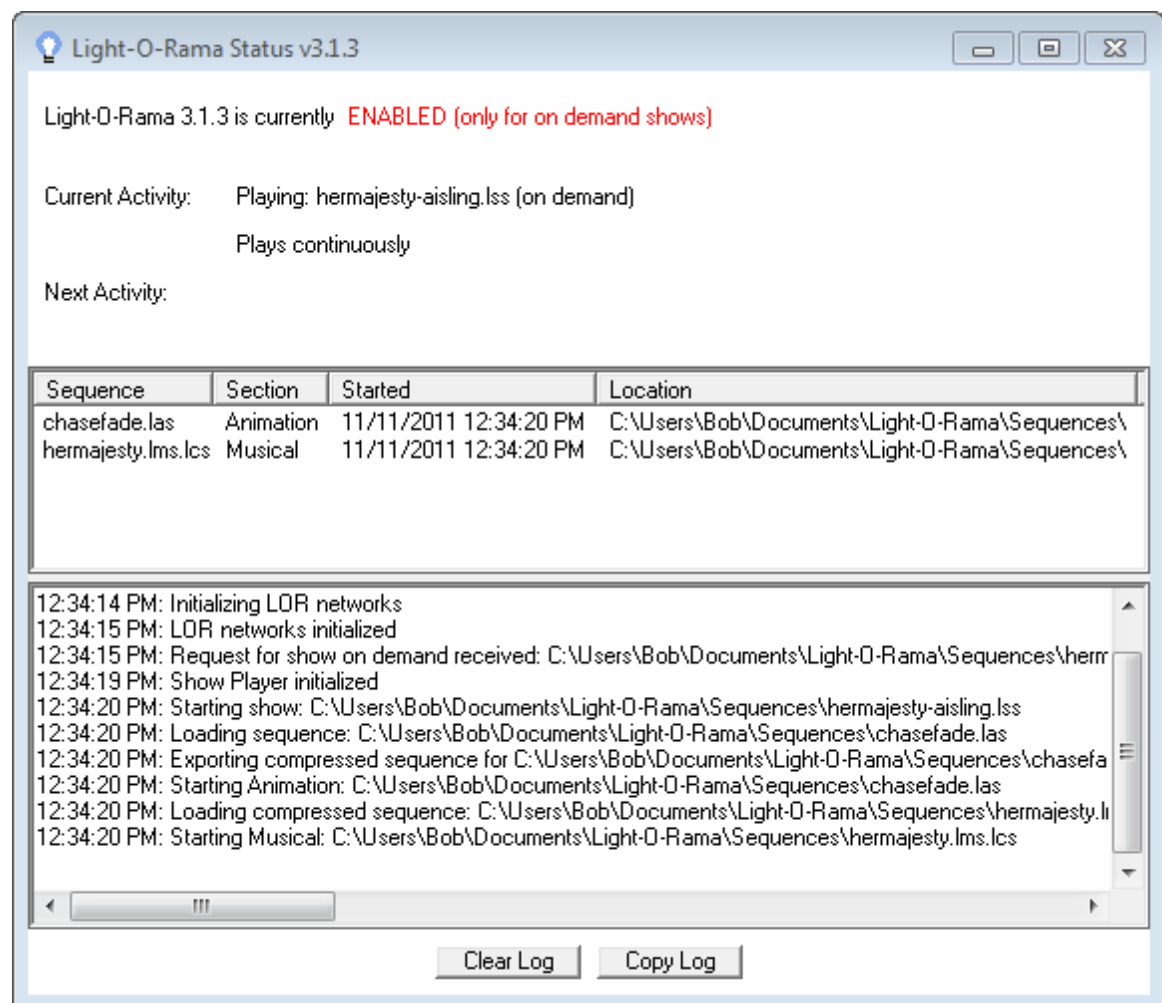 Light-O-Rama Status v3.1.3
Light-O-Rama 3.1.3 is currently ENABLED (only for on demand shows)
Current Activity: Playing: hermajesty-aisling.lss (on demand)
Plays continuously
Next Activity:
Sequence Section Started Location
chasefade.las Animation 11/11/2011 12:34:20 PM C:\Users\Bob\Documents\Light-O-Rama\Sequences\
hermajesty.lms.lcs Musical 11/11/2011 12:34:20 PM C:\Users\Bob\Documents\Light-O-Rama\Sequences\
12:34:14 PM: Initializing LOR networks
12:34:15 PM: LOR networks initialized
12:34:15 PM: Request for show on demand received: C:\Users\Bob\Documents\Light-O-Rama\Sequences\herm
12:34:19 PM: Show Player initialized
12:34:20 PM: Starting show: C:\Users\Bob\Documents\Light-O-Rama\Sequences\hermajesty-aisling.lss
12:34:20 PM: Loading sequence: C:\Users\Bob\Documents\Light-O-Rama\Sequences\chasefade.las
12:34:20 PM: Exporting compressed sequence for C:\Users\Bob\Documents\Light-O-Rama\Sequences\chasefa
12:34:20 PM: Starting Animation: C:\Users\Bob\Documents\Light-O-Rama\Sequences\chasefade.las
12:34:20 PM: Loading compressed sequence: C:\Users\Bob\Documents\Light-O-Rama\Sequences\hermajesty.l
12:34:20 PM: Starting Musical: C:\Users\Bob\Documents\Light-O-Rama\Sequences\hermajesty.lms.lcs
Clear Log Copy Log